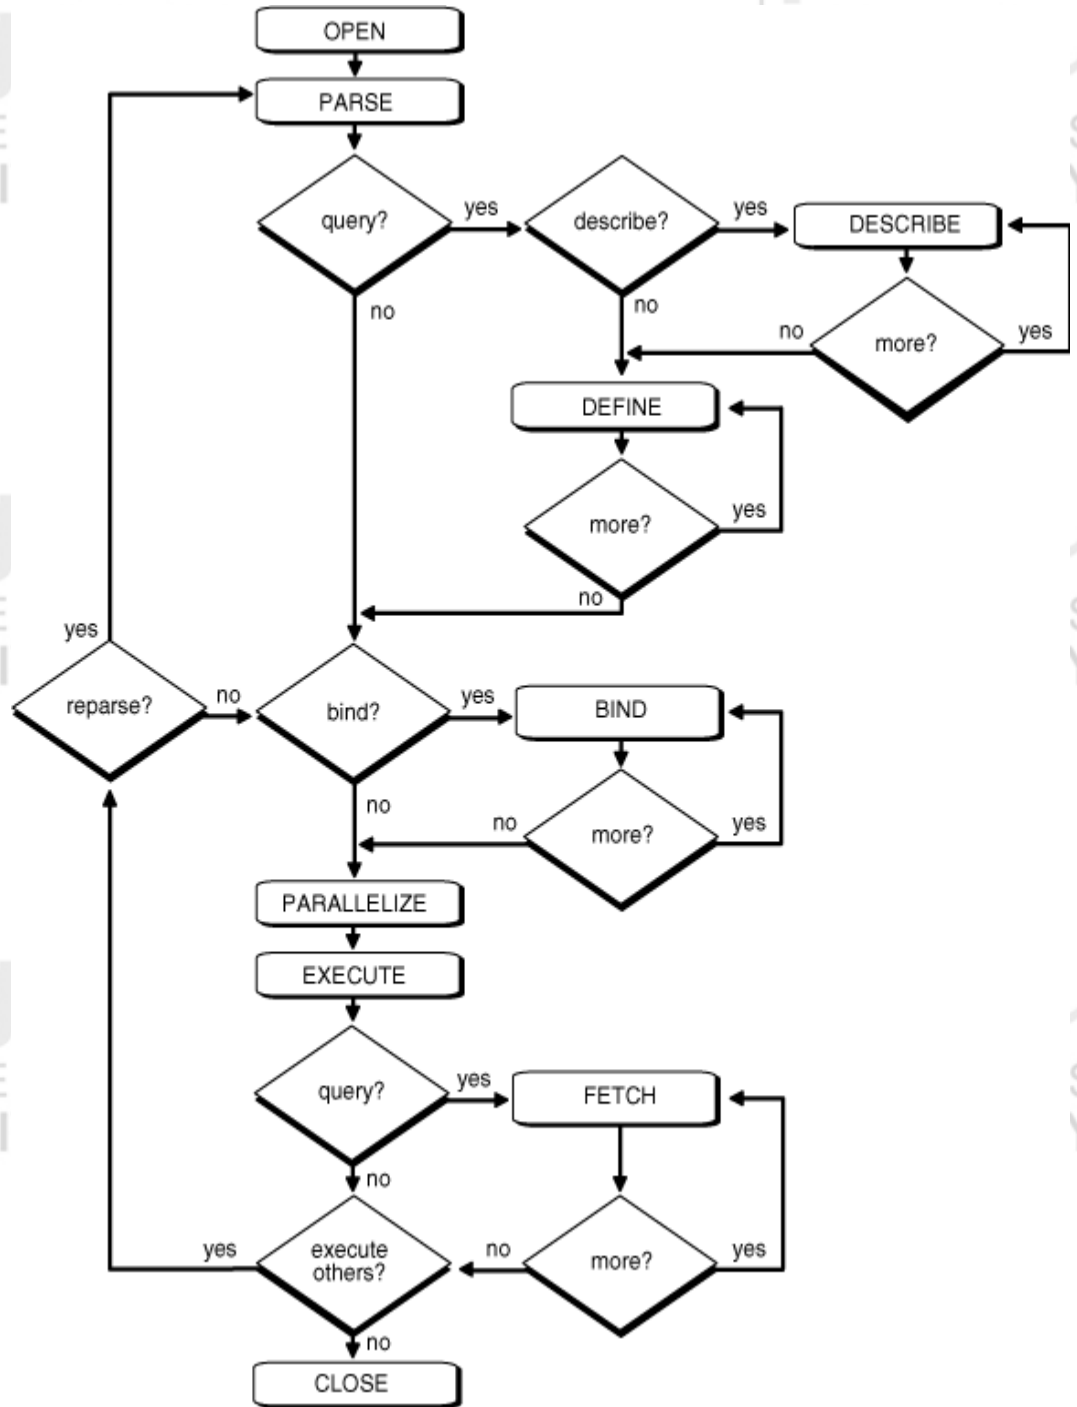 OPEN
PARSE
query?
yes
describe?
yes
DESCRIBE
no
no
more?
yes
no
DEFINE
more?
yes
no
yes
reparse?
no
bind?
yes
BIND
no
more?
yes
no
PARALLELIZE
EXECUTE
query?
yes
FETCH
no
execute
others?
yes
no
more?
yes
no
CLOSE